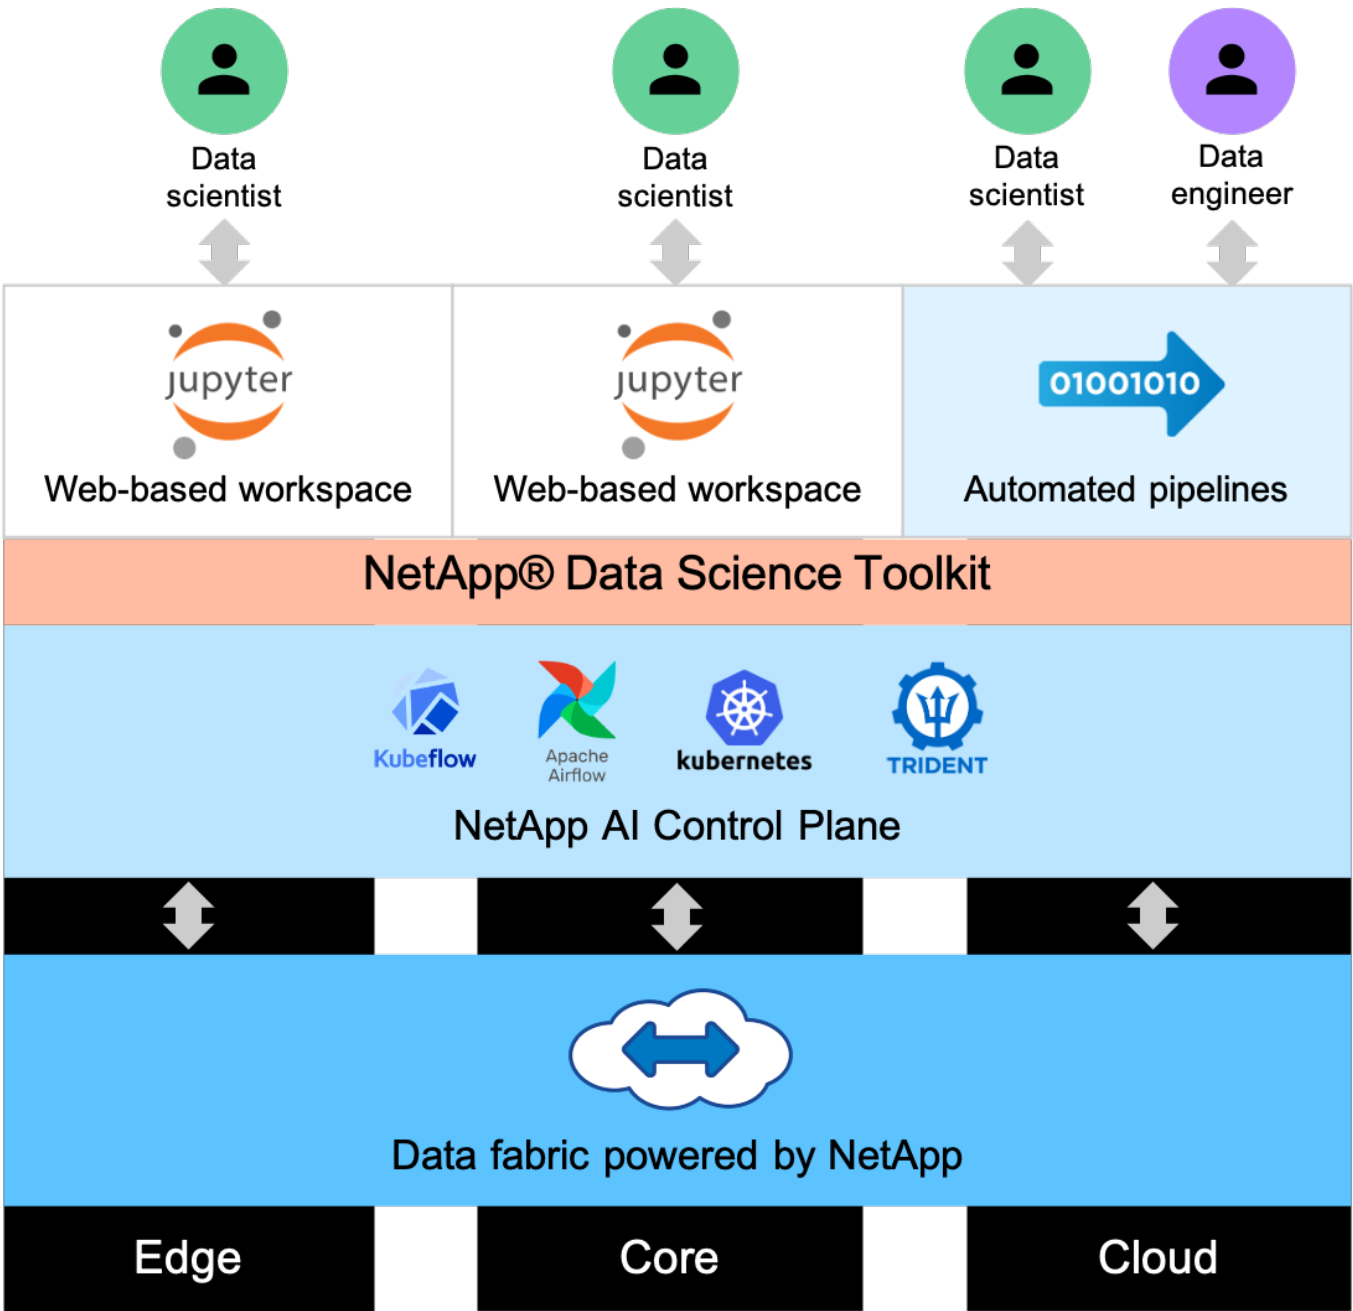 Data
scientist
Data
scientist
Data
scientist
Data
engineer
jupyter
Web-based workspace
jupyter
Web-based workspace
01001010
Automated pipelines
NetApp® Data Science Toolkit
Kubeflow
Apache
Airflow
kubernetes
TRIDENT
NetApp AI Control Plane
Data fabric powered by NetApp
Edge
Core
Cloud